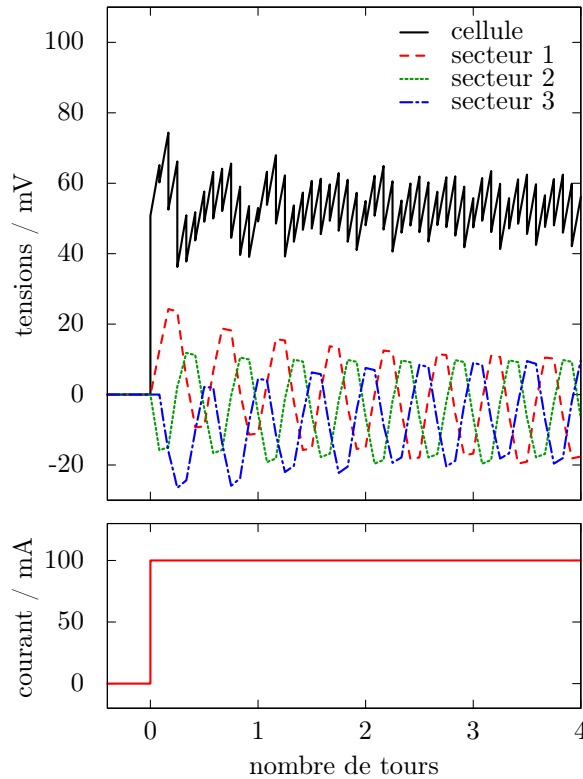 cellule
secteur 1
secteur 2
secteur 3
100
80
60
40
20
0
-20
tensions / mV
100
50
0
courant / mA
0 1 2 3 4
nombre de tours